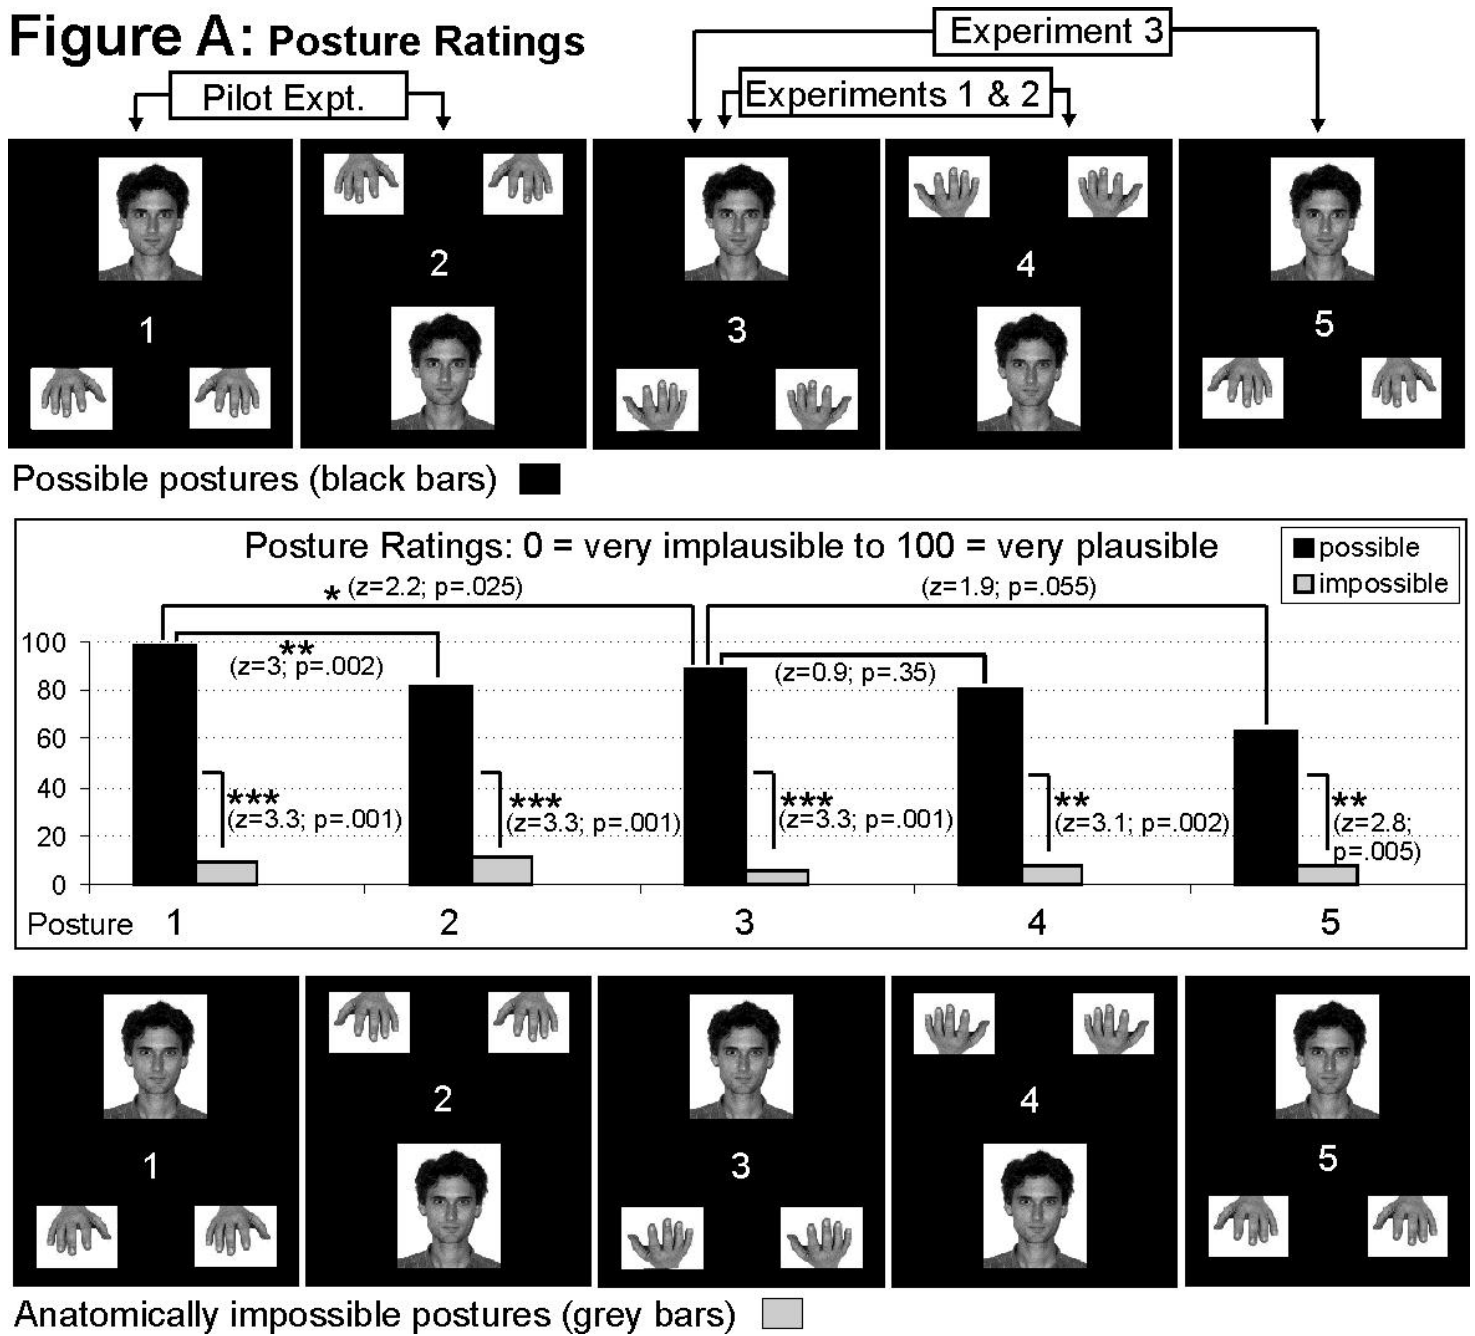 Figure A: Posture Ratings
Experiment 3
Pilot Expt.
Experiments 1 & 2
1
2
3
4
5
Possible postures (black bars)
Posture Ratings: 0 = very implausible to 100 = very plausible
possible
impossible
* (z=2.2; p=.025)
(z=1.9; p=.055)
**
(z=3; p=.002)
(z=0.9; p=.35)
100
80
60
40
20
0
***
(z=3.3; p=.001)
***
(z=3.3; p=.001)
***
(z=3.3; p=.001)
**
(z=3.1; p=.002)
**
(z=2.8;
p=.005)
Posture 1 2 3 4 5
1
2
3
4
5
Anatomically impossible postures (grey bars)